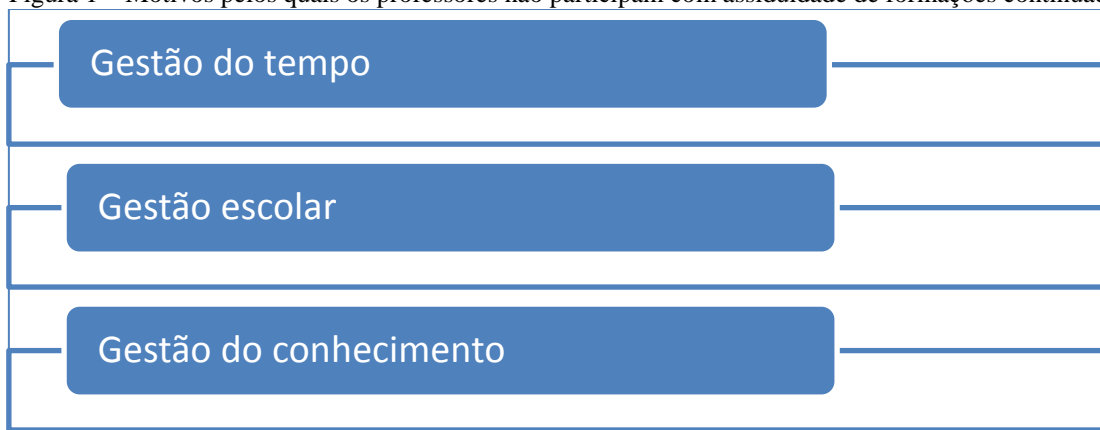 Figura 1 – Motivos pelos quais os professores não participam com assiduidade de formações
Gestão do tempo
Gestão escolar
Gestão do conhecimento